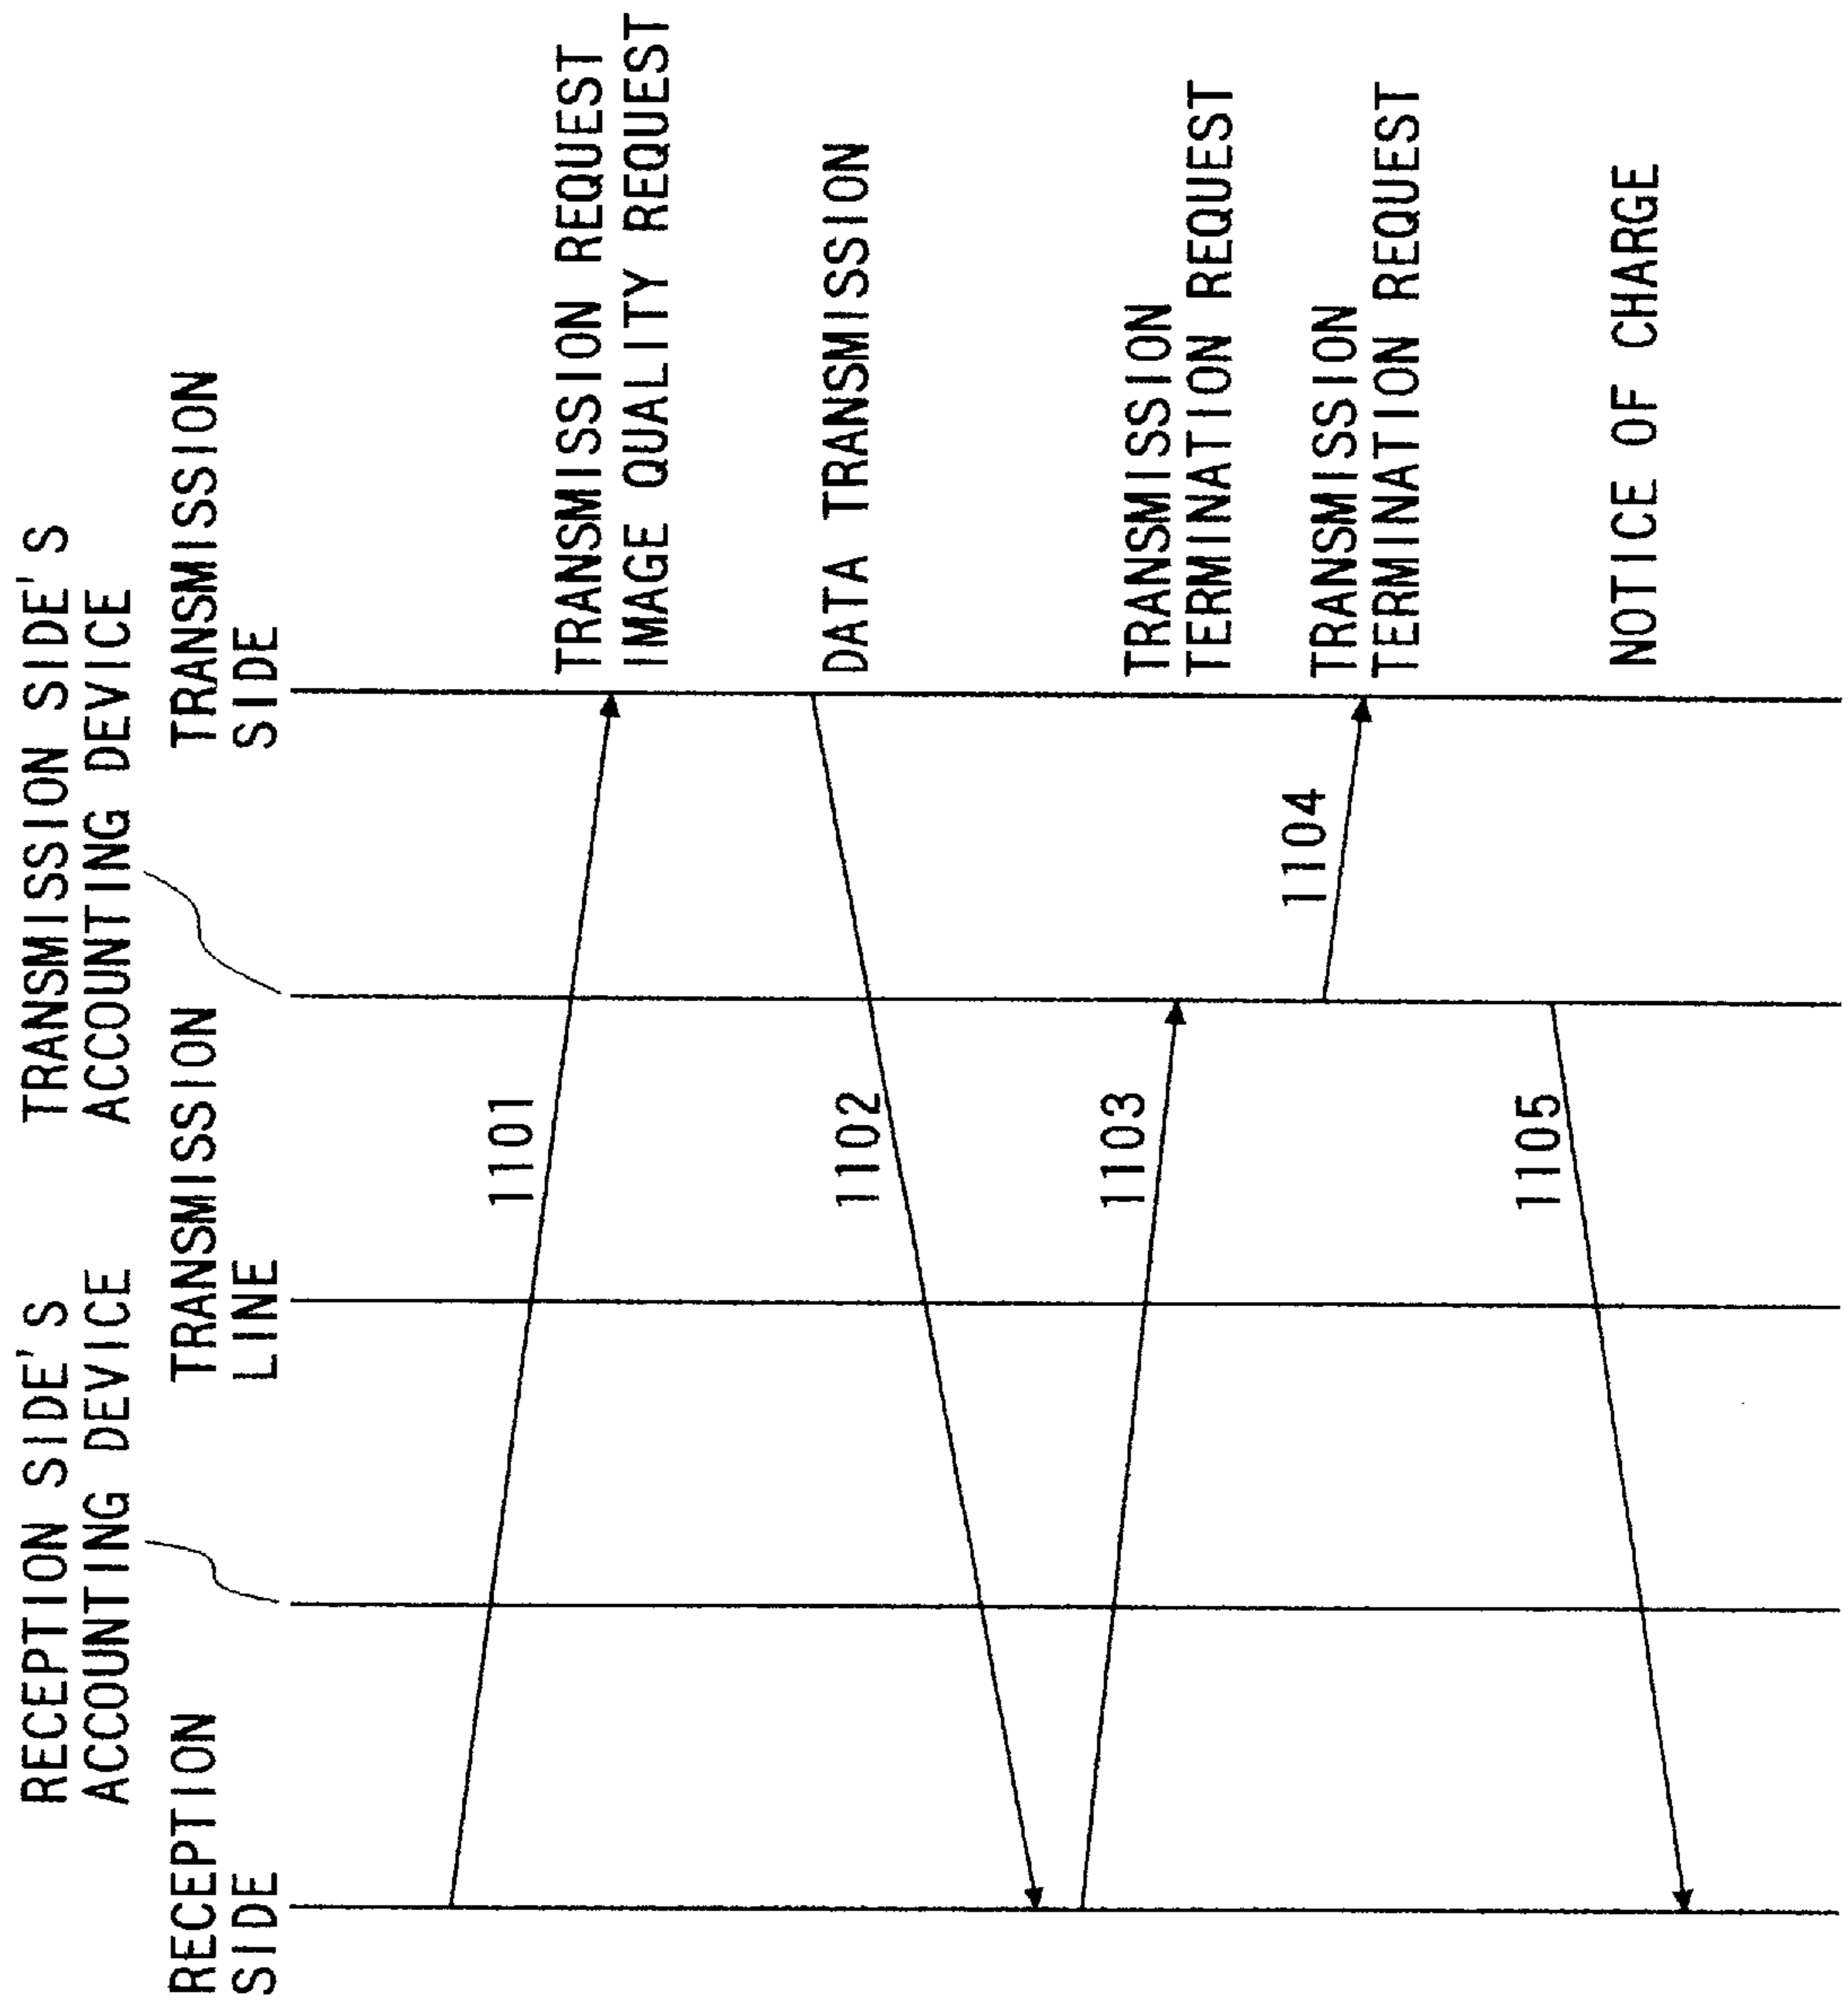 RECEPTION SIDE'S
ACCOUNTING DEVICE
TRANSMISSION SIDE'S
ACCOUNTING DEVICE
RECEPTION
SIDE
TRANSMISSION
LINE
TRANSMISSION
SIDE
1101
TRANSMISSION REQUEST
IMAGE QUALITY REQUEST
1102
DATA TRANSMISSION
1103
TRANSMISSION
TERMINATION REQUEST
1104
TRANSMISSION
TERMINATION REQUEST
1105
NOTICE OF CHARGE